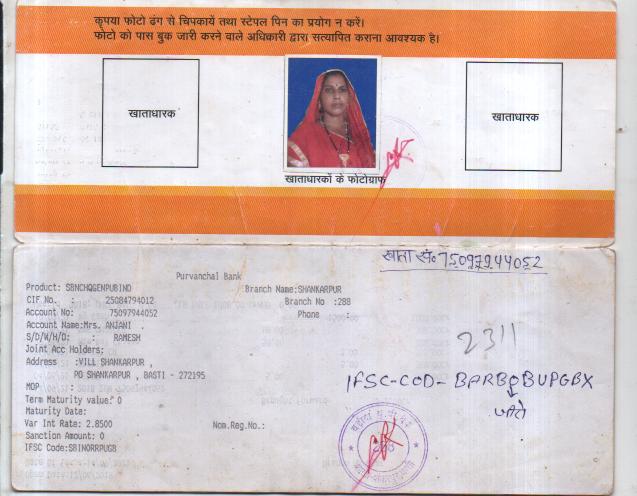 कृपया फोटो ढंग से चिपकायें तथा स्टेपल पिन का प्रयोग न करें।
फोटो को पास बुक जारी करने वाले अधिकारी द्वारा सत्यापित कराना आवश्यक है।
खाताधारक
खाताधारक
खाताधारकों के फोटोग्राफ
खाता सं० 75097944052
Purvanchal Bank
Product: SBNCHQGENPUBIND Branch Name:SHANKARPUR
CIF No. : 25084794012 Branch No :288
Account No: 75097944052 Phone :
Account Name:Mrs. ANJANI .
S/D/W/H/O: : RAMESH
Joint Acc Holders:
Address :VILL SHANKARPUR ,
PO SHANKARPUR , BASTI - 272195
MOP :
Term Maturity value: 0
Maturity Date:
Var Int Rate: 2.8500 Nom.Reg.No.:
Sanction Amount: 0
IFSC Code:SBINORRPUGB
2311
IFSC-COD-BARB0BUPGBX